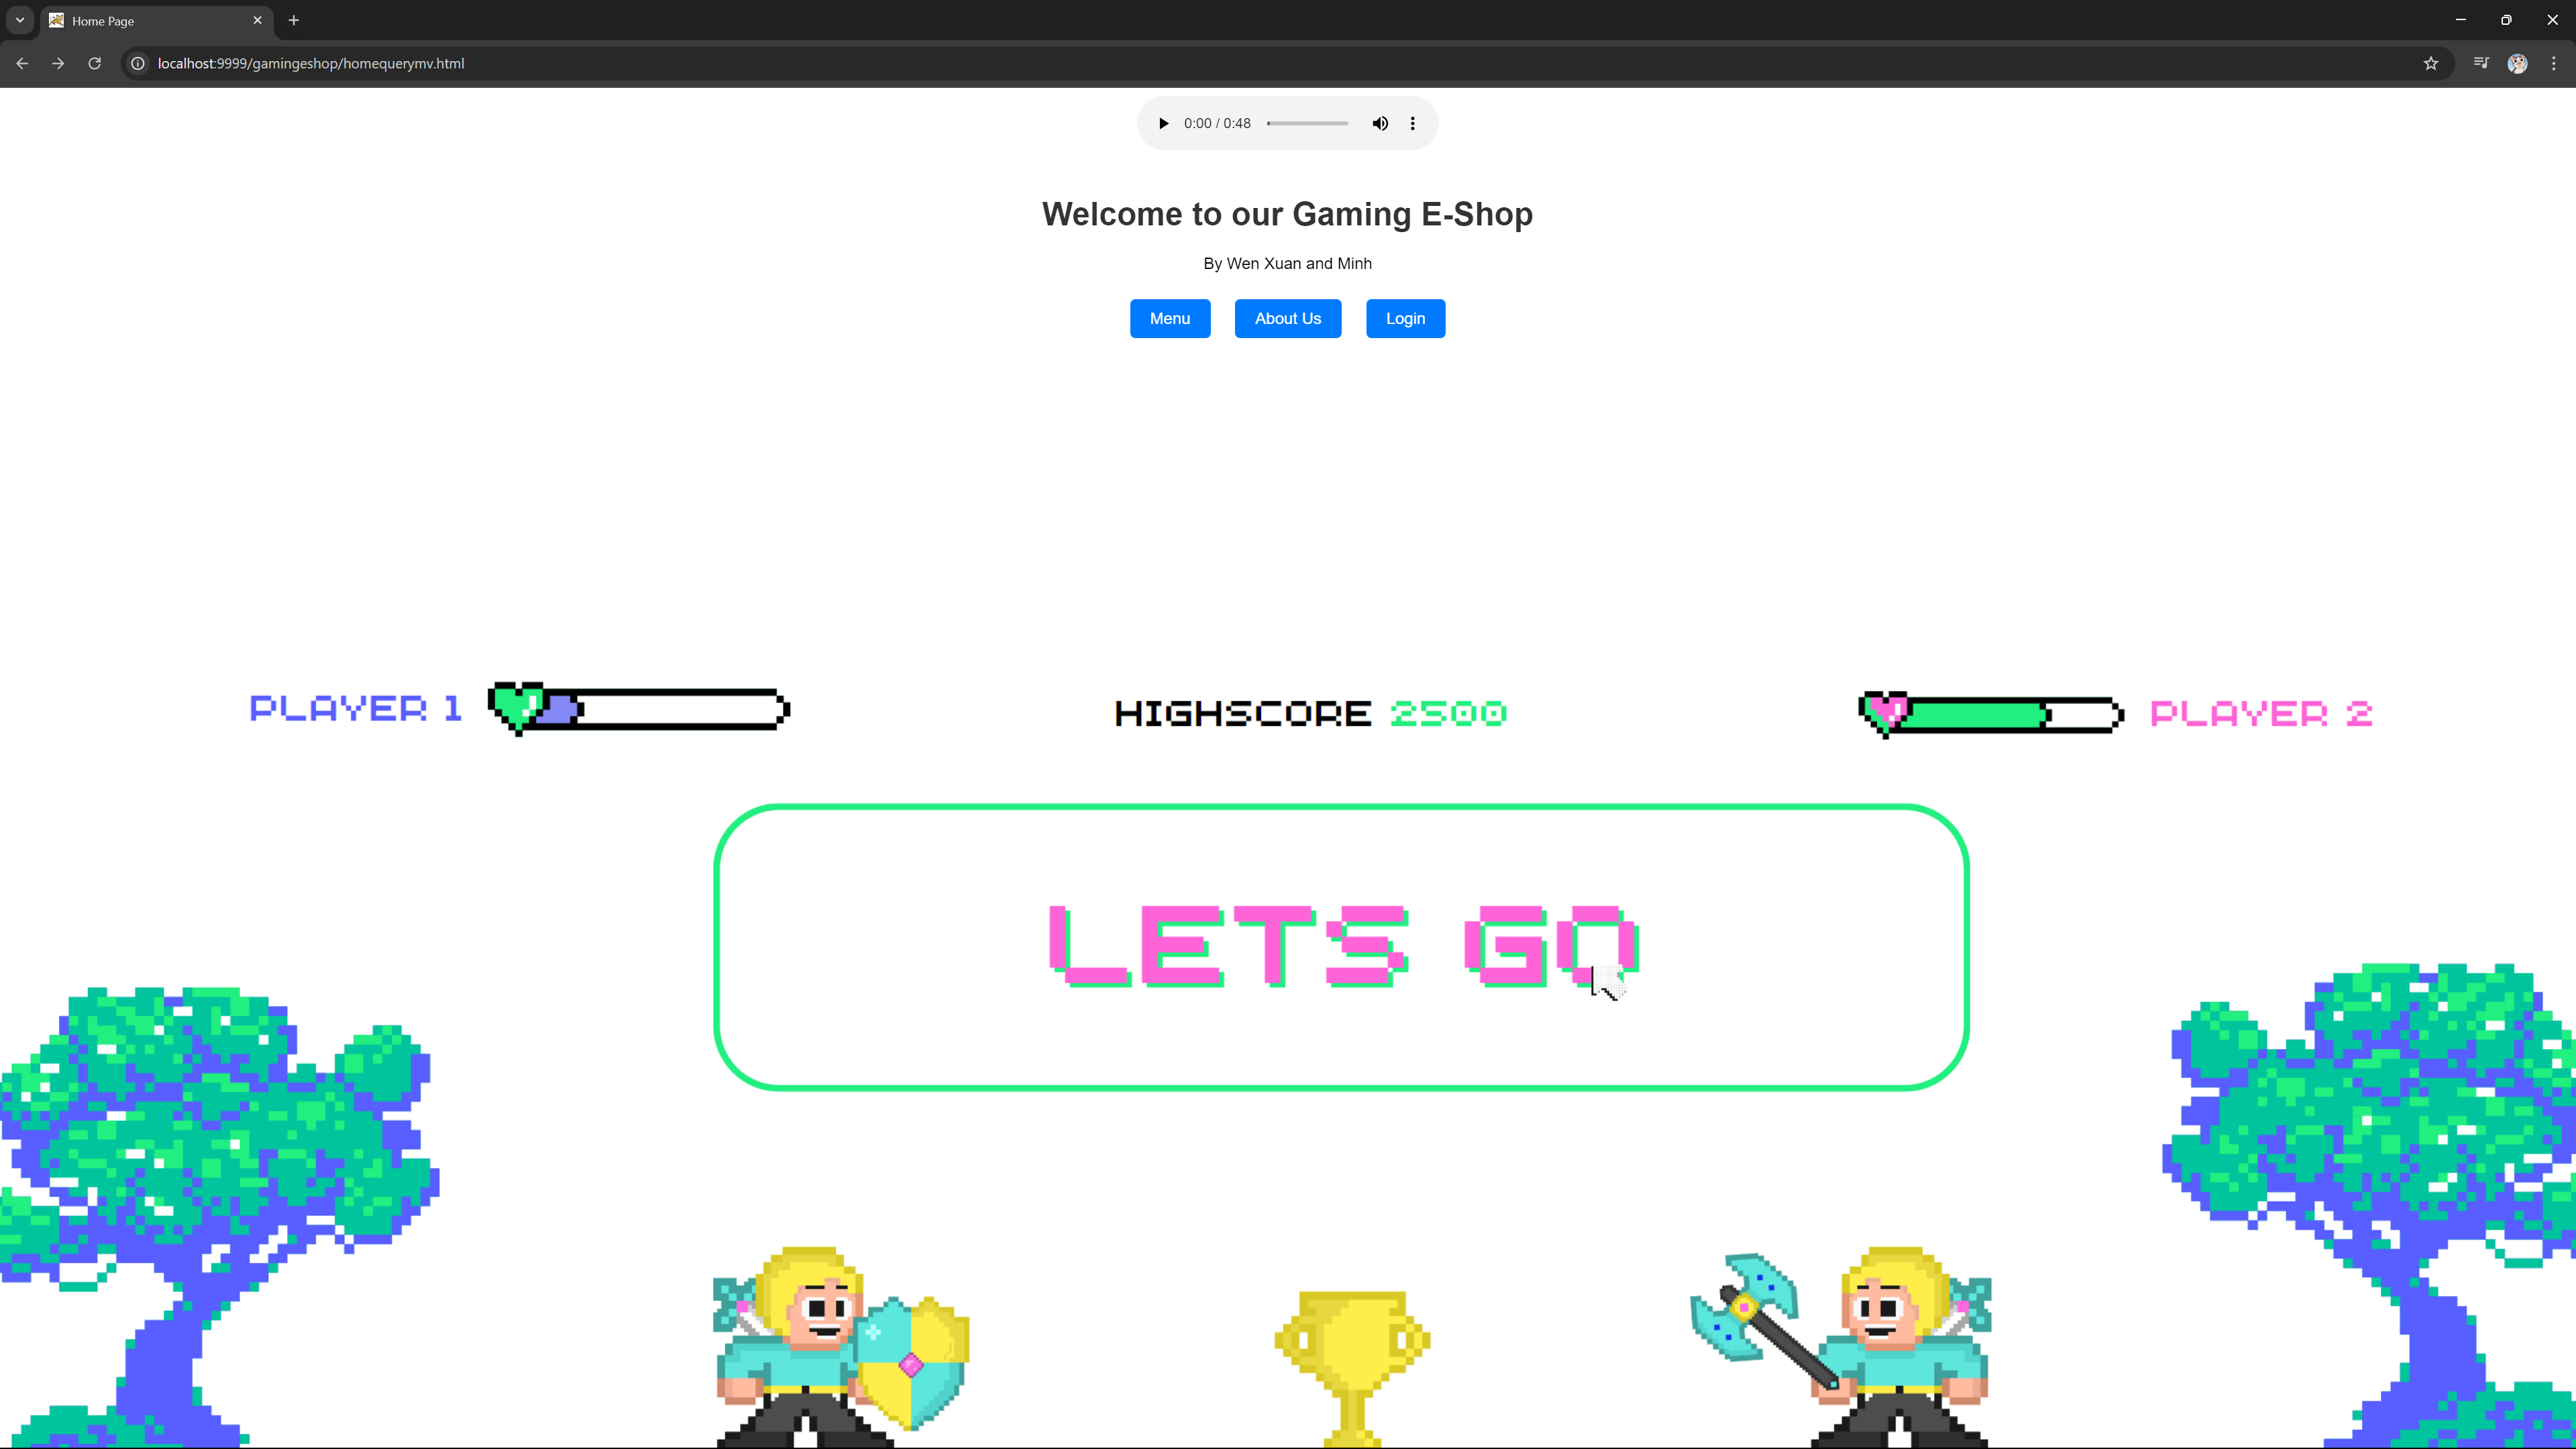 Home Page
localhost:9999/gamingeshop/homequerymv.html
0:00 / 0:48
Welcome to our Gaming E-Shop
By Wen Xuan and Minh
Menu About Us Login
PLAYER 1 HIGHSCORE 2500 PLAYER 2
LETS GO